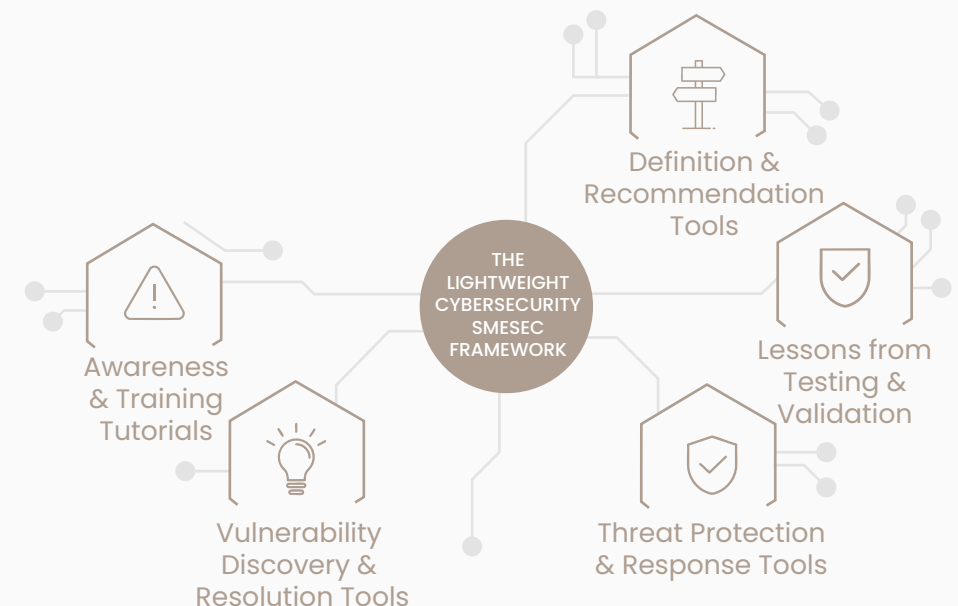 Definition &
Recommendation
Tools
THE
LIGHTWEIGHT
CYBERSECURITY
SMESEC
FRAMEWORK
Lessons from
Testing &
Validation
Awareness
& Training
Tutorials
Vulnerability
Discovery &
Resolution Tools
Threat Protection
& Response Tools